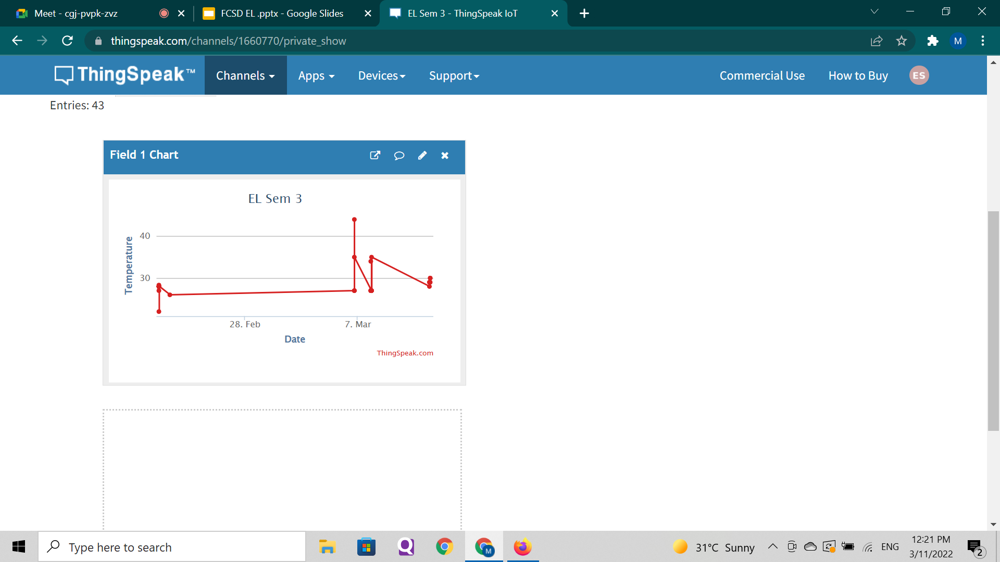 Meet - cgj-pvpk-zvz
FCSD EL .pptx - Google Slides
EL Sem 3 - ThingSpeak IoT
thingspeak.com/channels/1660770/private_show
M
ThingSpeak™
Channels
Apps
Devices
Support
Commercial Use
How to Buy
ES
Entries: 43
Field 1 Chart
EL Sem 3
Temperature
40
30
28. Feb
7. Mar
Date
ThingSpeak.com
Type here to search
M
31°C Sunny
ENG
12:21 PM
3/11/2022
2